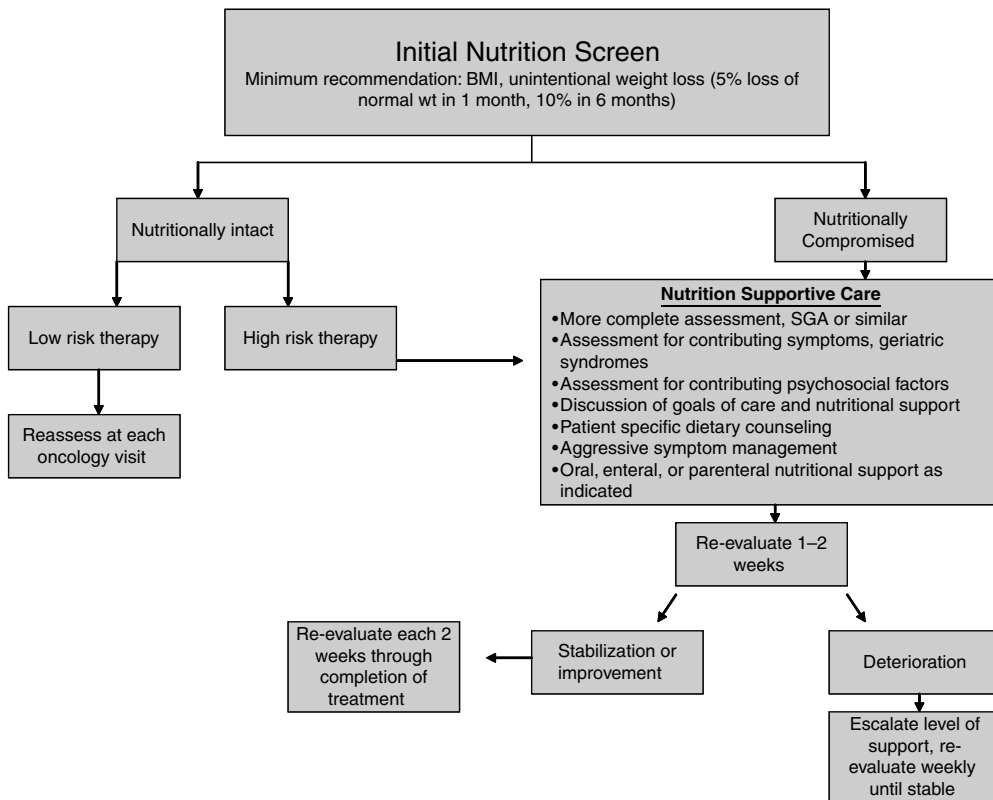 Initial Nutrition Screen
Minimum recommendation: BMI, unintentional weight loss (5% loss of
normal wt in 1 month, 10% in 6 months)
Nutritionally intact
Nutritionally
Compromised
Low risk therapy
High risk therapy
Reassess at each
oncology visit
Nutrition Supportive Care
•More complete assessment, SGA or similar
•Assessment for contributing symptoms, geriatric
syndromes
•Assessment for contributing psychosocial factors
•Discussion of goals of care and nutritional support
•Patient specific dietary counseling
•Aggressive symptom management
•Oral, enteral, or parenteral nutritional support as
indicated
Re-evaluate 1–2
weeks
Re-evaluate each 2
weeks through
completion of
treatment
Stabilization or
improvement
Deterioration
Escalate level of
support, re-
evaluate weekly
until stable